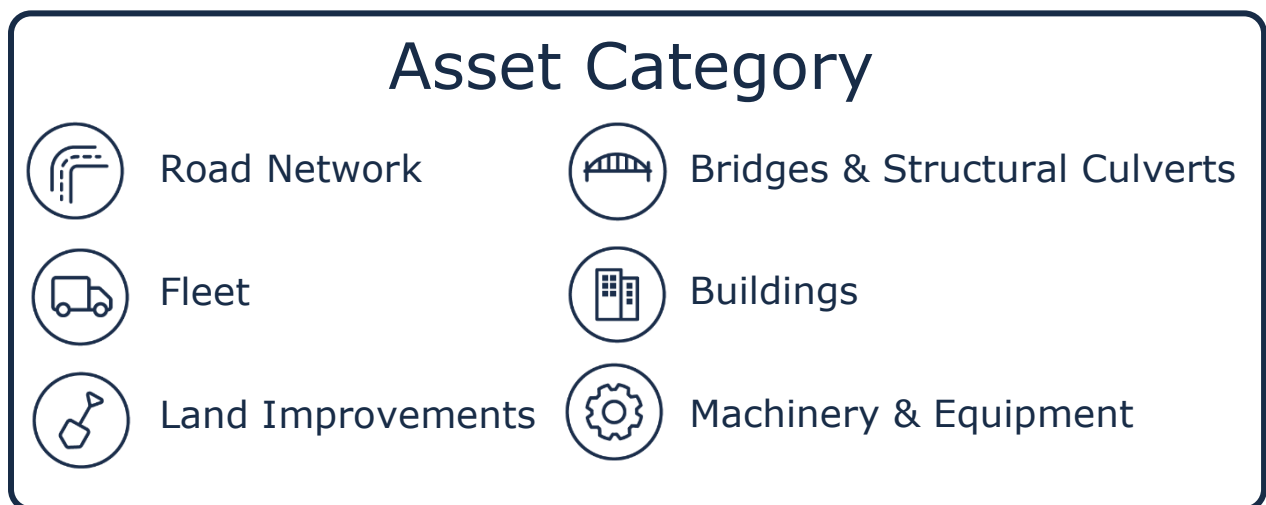 Asset Category
Road Network
Bridges & Structural Culverts
Fleet
Buildings
Land Improvements
Machinery & Equipment